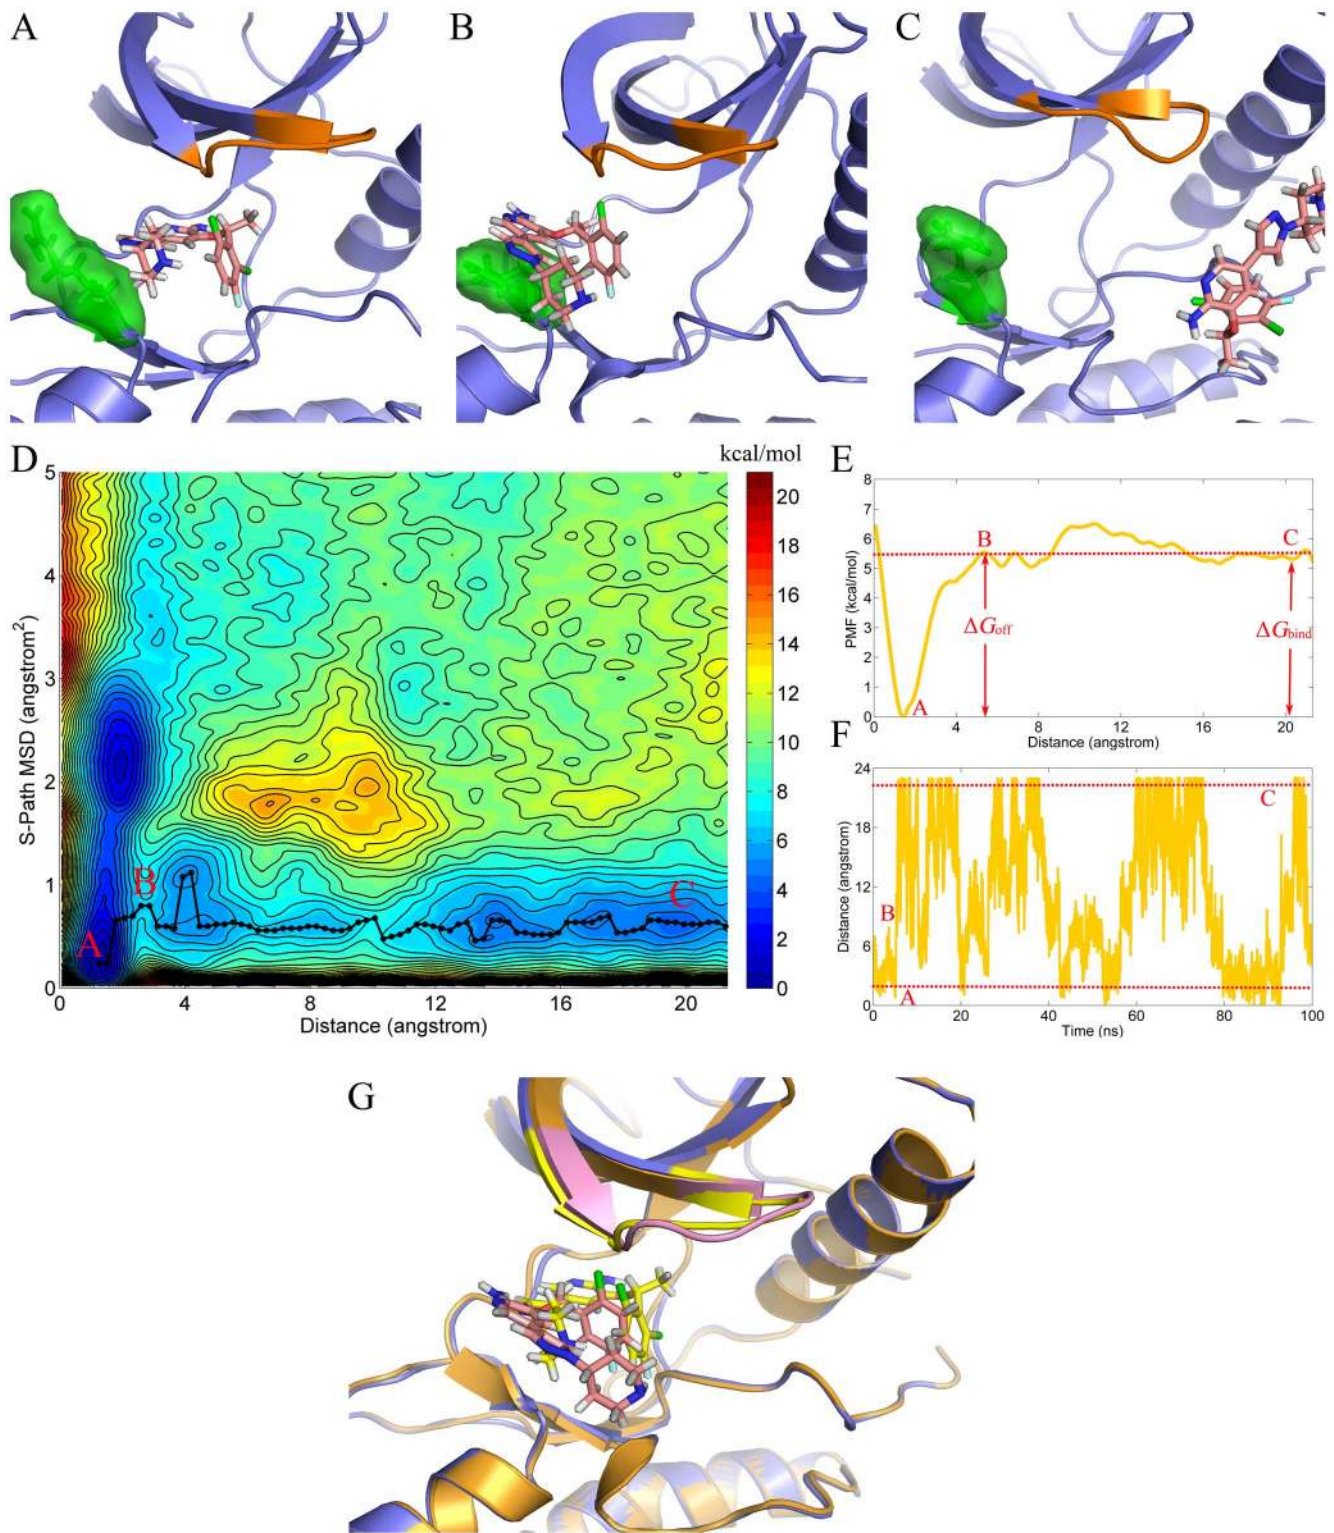 A
B
C
D
kcal/mol
5
4
3
2
1
0
S-Path MSD (angstrom²)
A
B
C
0
4
8
12
16
20
Distance (angstrom)
20
18
16
14
12
10
8
6
4
2
0
E
8
7
6
5
4
3
2
1
0
PMF (kcal/mol)
B
C
ΔGoff
ΔGbind
A
0
4
8
12
16
20
Distance (angstrom)
F
24
18
12
6
0
Distance (angstrom)
C
B
A
0
20
40
60
80
100
Time (ns)
G